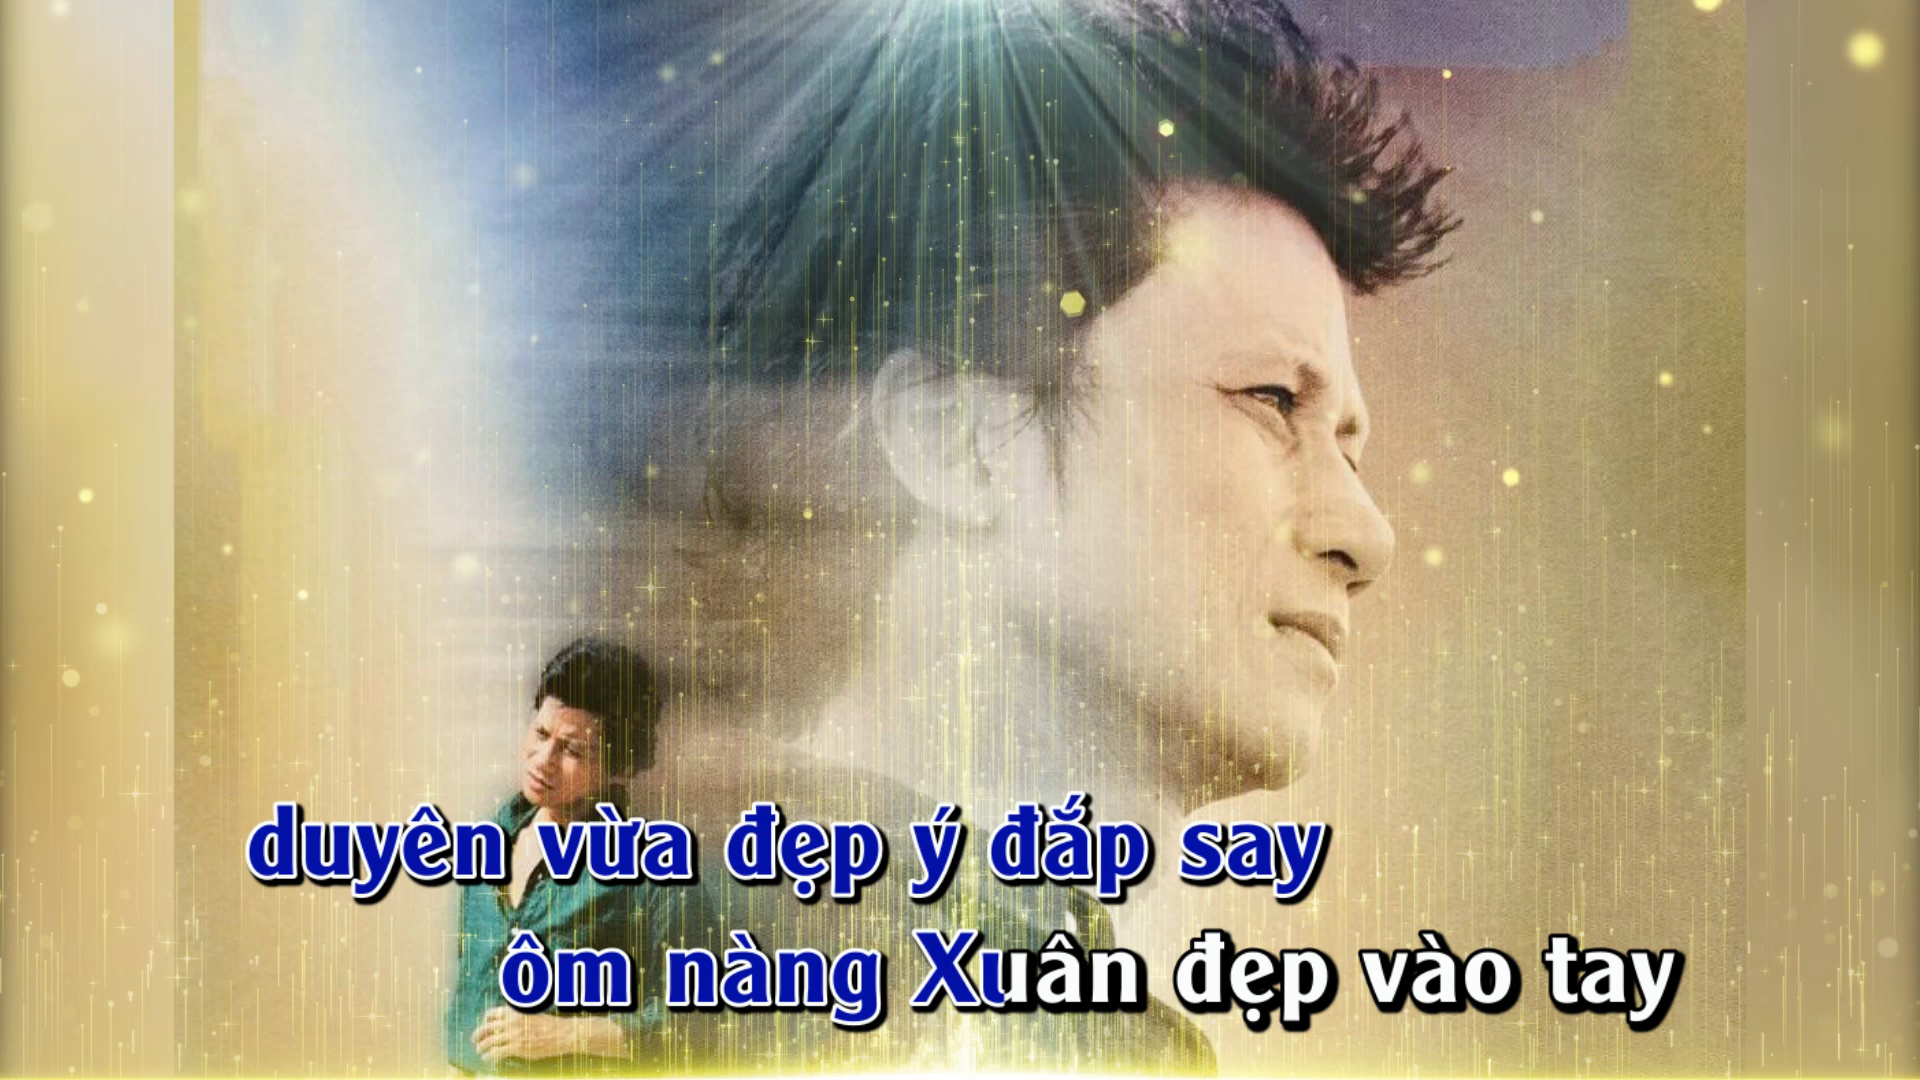 duyên vừa đẹp ý đắp say
ôm nàng Xuân đẹp vào tay